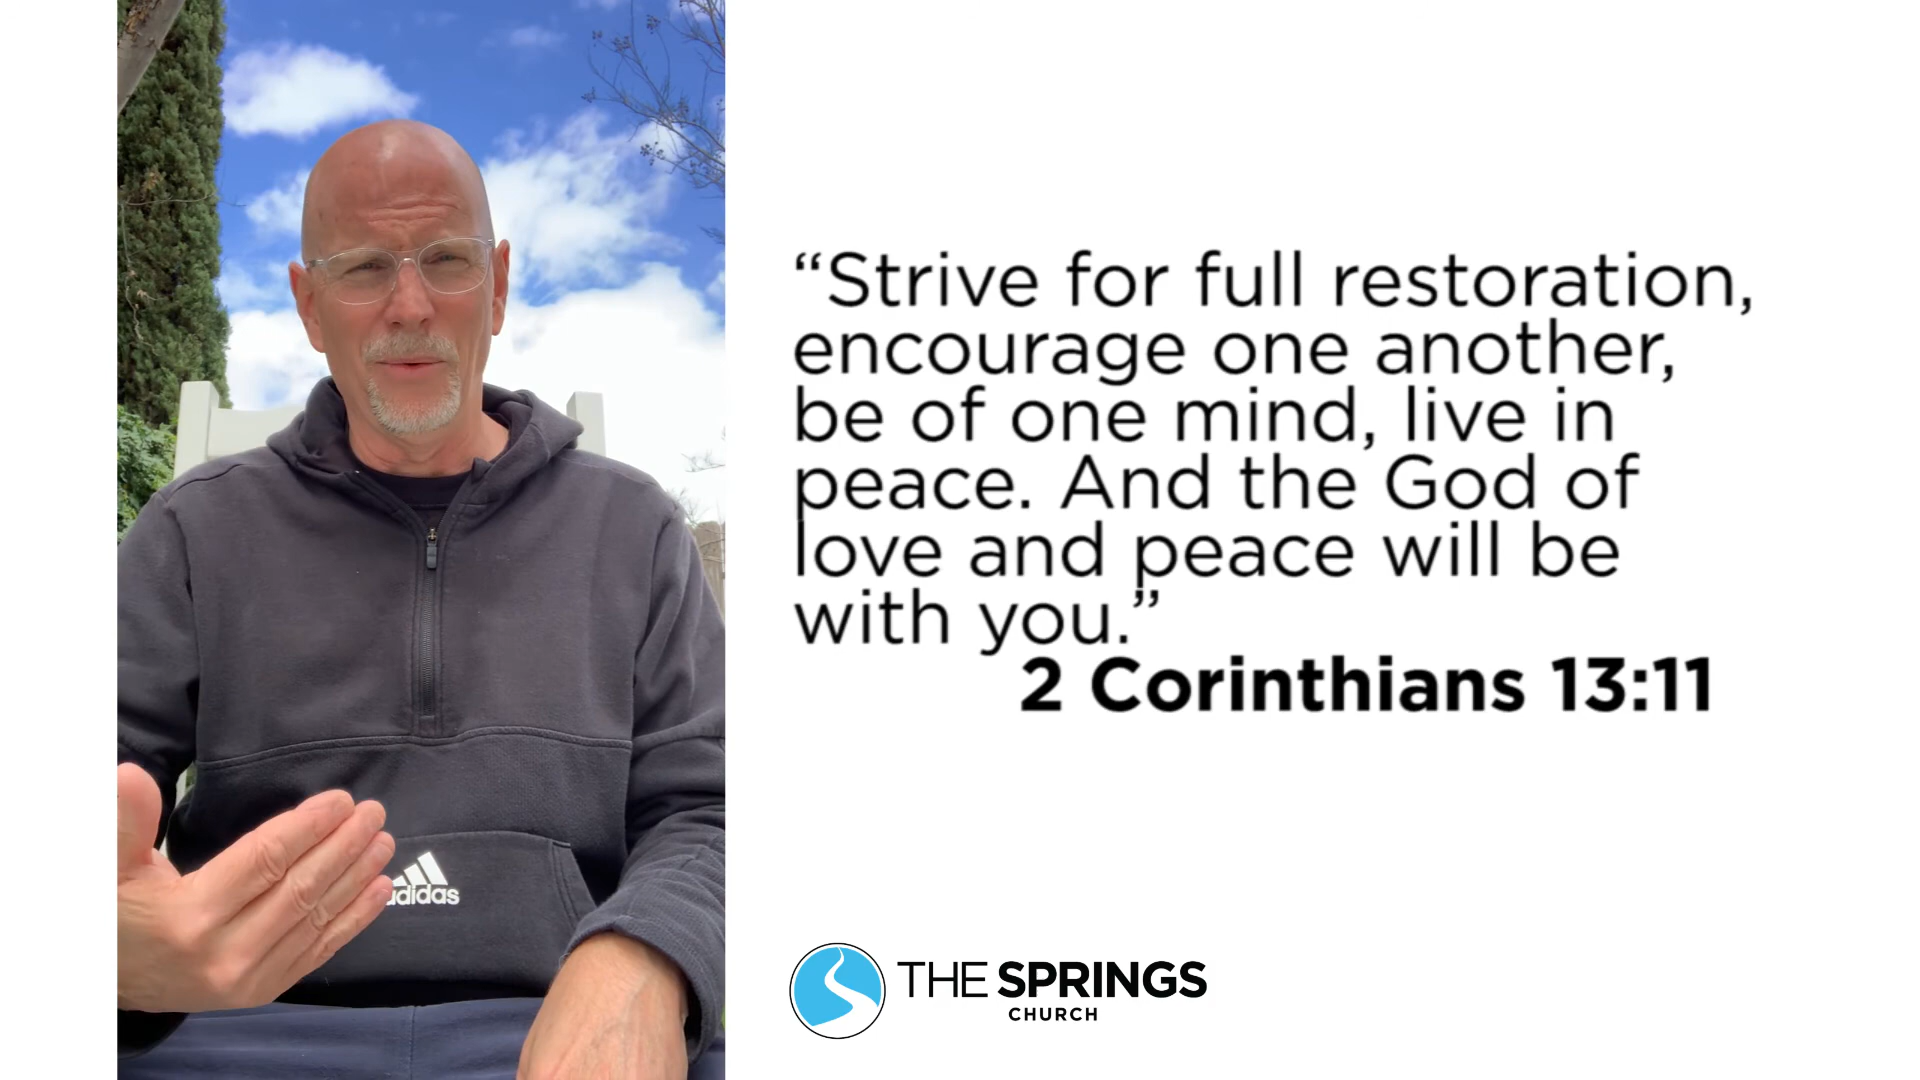 “Strive for full restoration,
encourage one another,
be of one mind, live in
peace. And the God of
love and peace will be
with you.”
2 Corinthians 13:11
adidas
THE SPRINGS
CHURCH